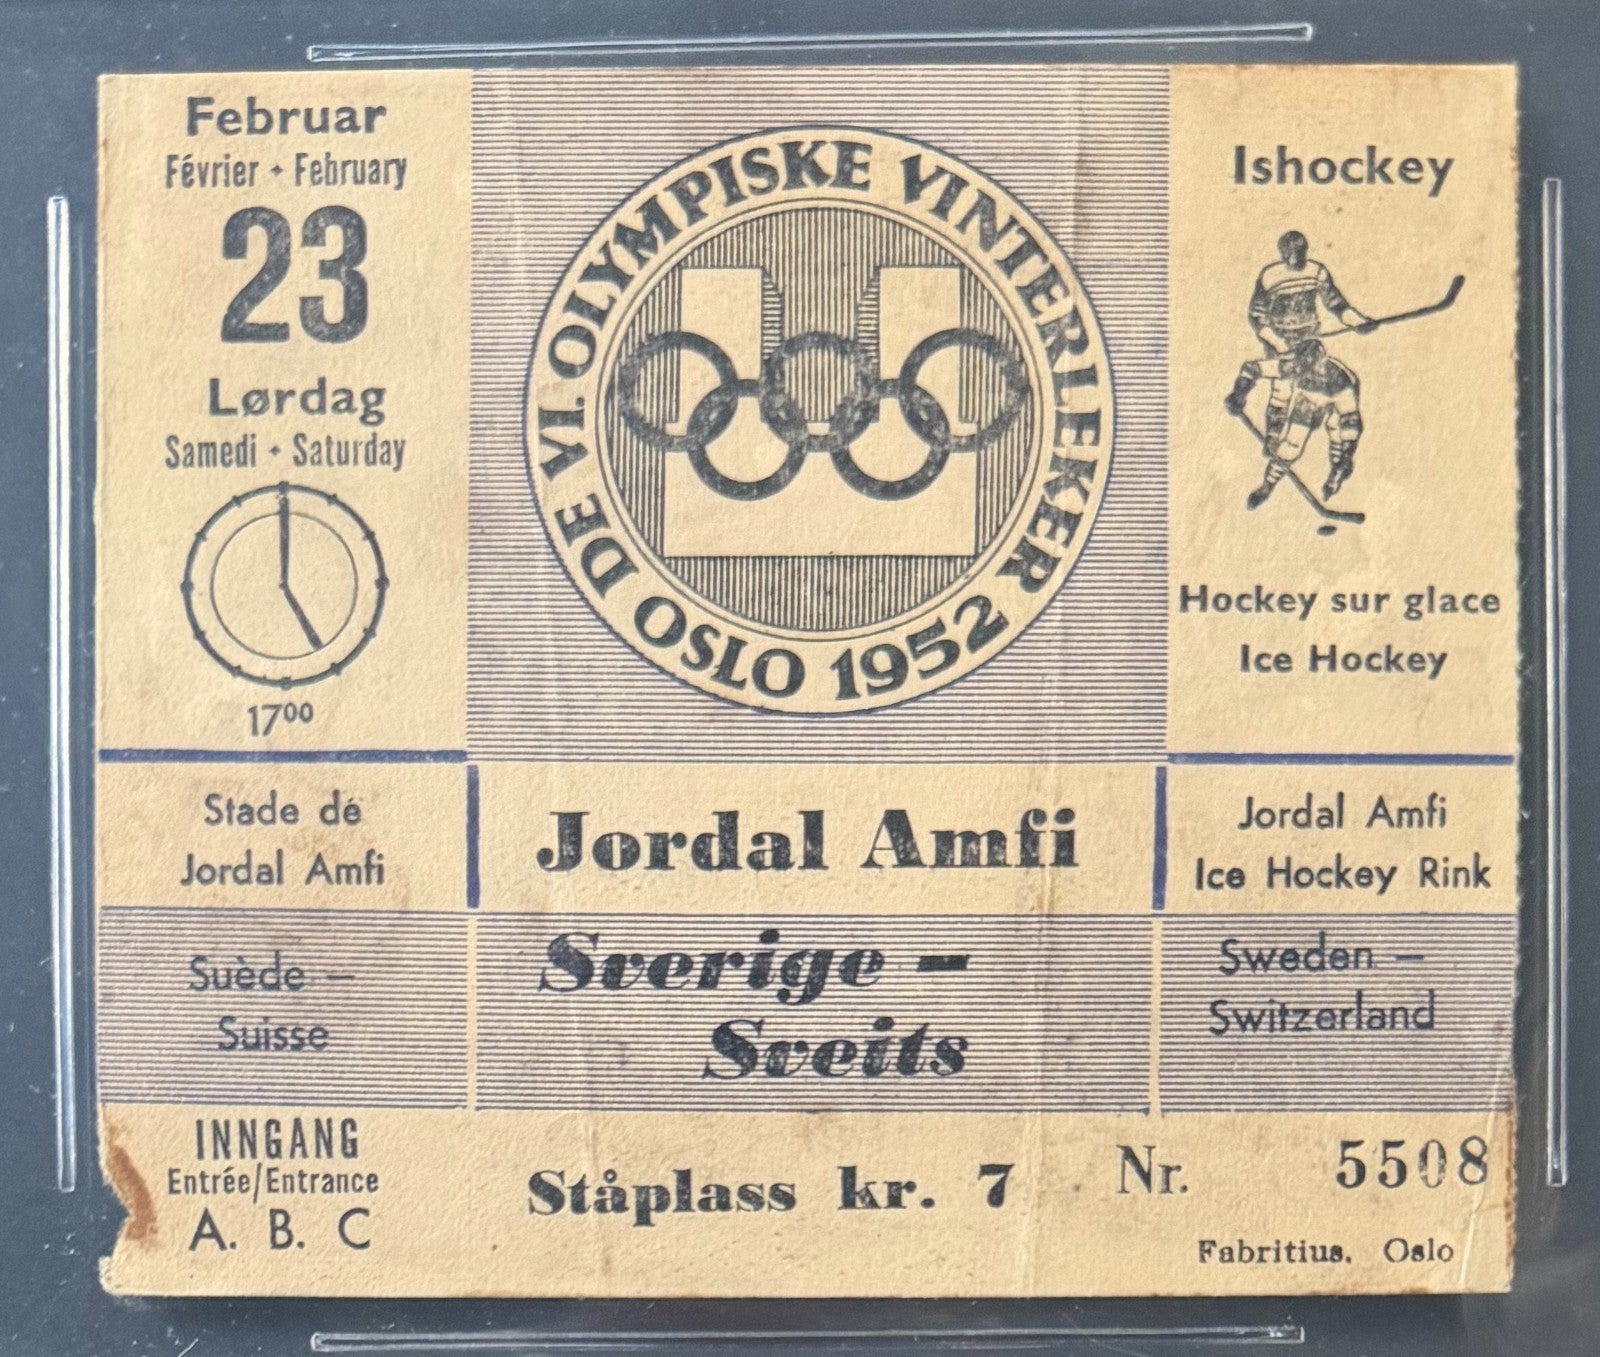 Februar
Février • February
23
Lørdag
Samedi • Saturday
17⁰⁰
DE VI. OLYMPISKE VINTERLEKER
OSLO 1952
Ishockey
Hockey sur glace
Ice Hockey
Stade dé
Jordal Amfi
Jordal Amfi
Jordal Amfi
Ice Hockey Rink
Suède –
Suisse
Sverige –
Sveits
Sweden –
Switzerland
INNGANG
Entrée/Entrance
A. B. C
Ståplass kr. 7
Nr. 5508
Fabritius. Oslo